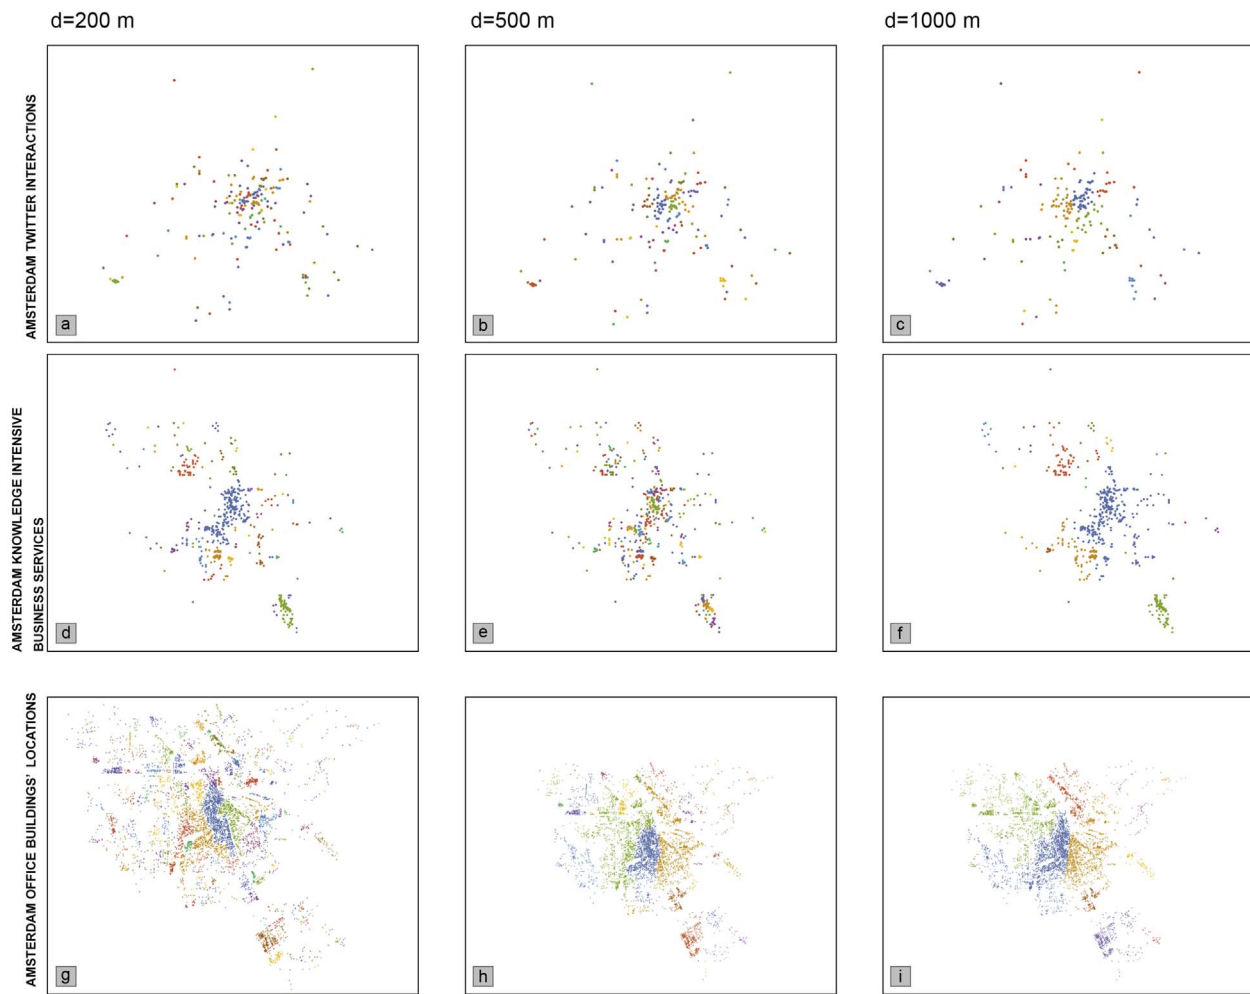 d=200 m
d=500 m
d=1000 m
AMSTERDAM TWITTER INTERACTIONS
a
b
c
AMSTERDAM KNOWLEDGE INTENSIVE
BUSINESS SERVICES
d
e
f
AMSTERDAM OFFICE BUILDINGS' LOCATIONS
g
h
i